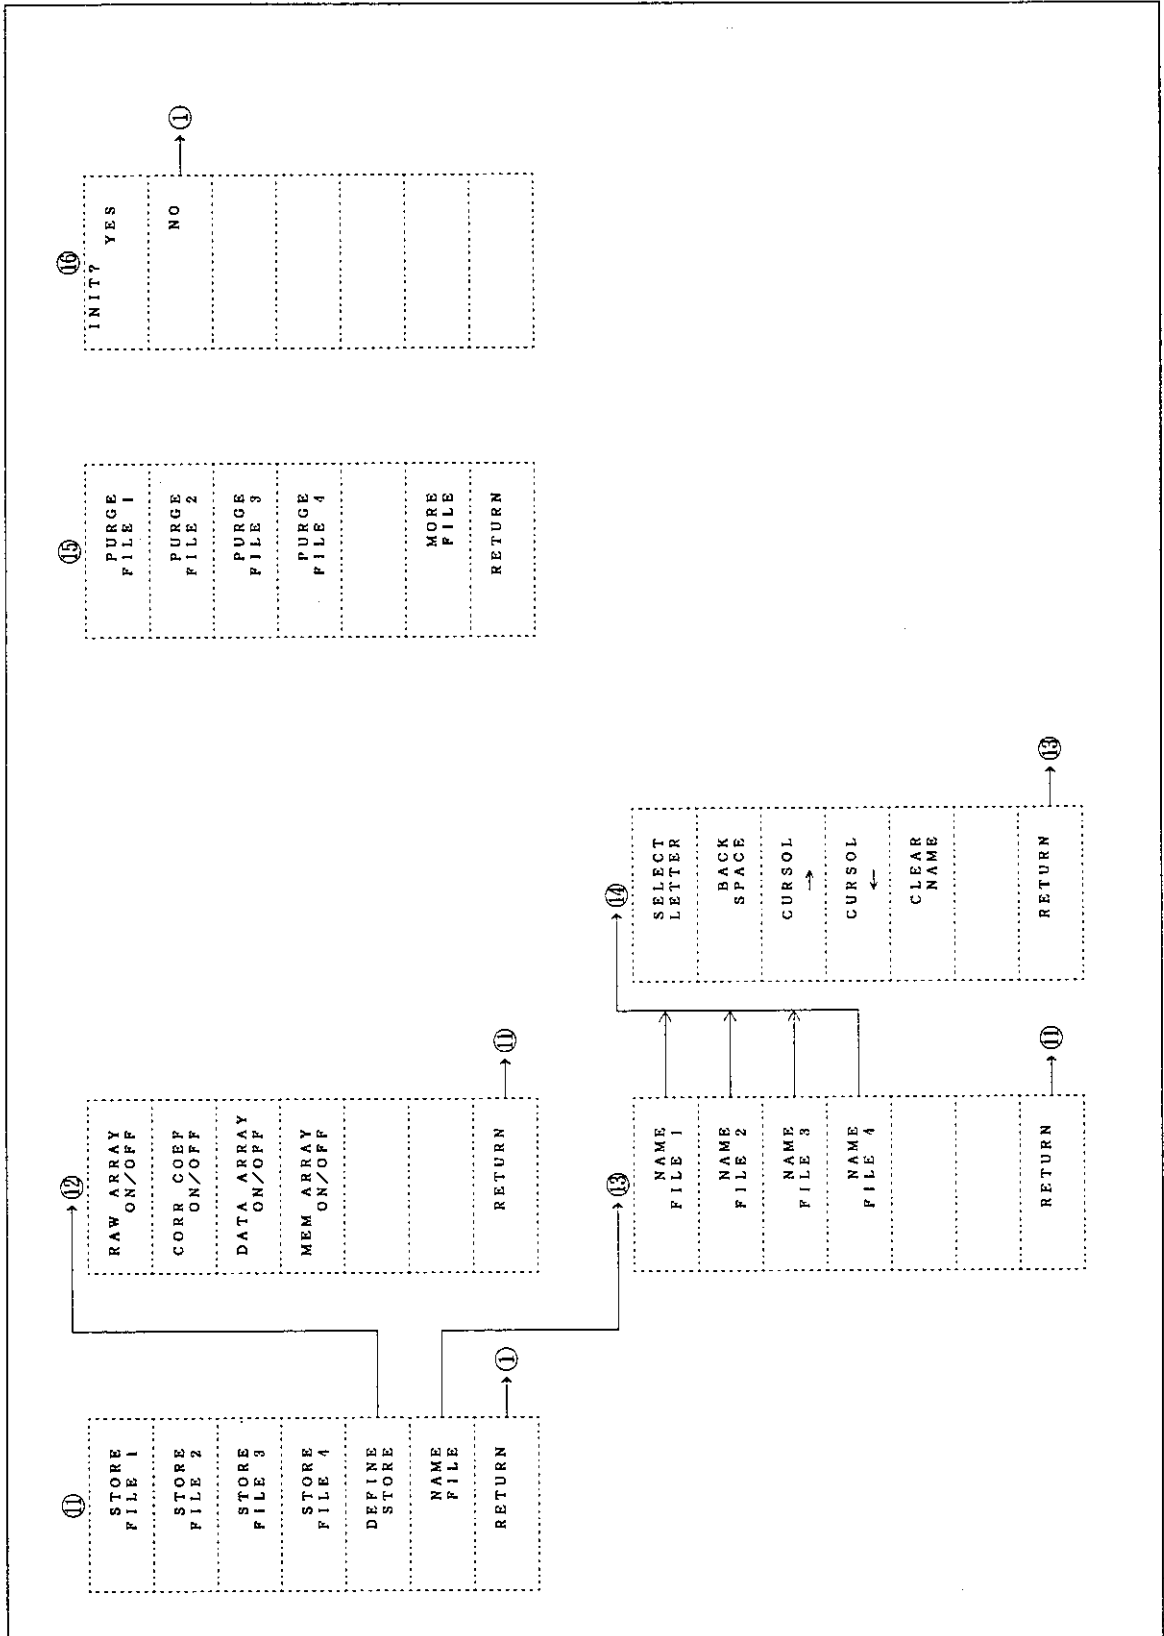 ⑪
STORE
FILE 1
STORE
FILE 2
STORE
FILE 3
STORE
FILE 4
DEFINE
STORE
NAME
FILE
RETURN
→①
→⑫
RAW ARRAY
ON/OFF
CORR COEF
ON/OFF
DATA ARRAY
ON/OFF
MEM ARRAY
ON/OFF
RETURN
→⑪
⑮
PURGE
FILE 1
PURGE
FILE 2
PURGE
FILE 3
PURGE
FILE 4
MORE
FILE
RETURN
⑯
INIT?
YES
NO
→①
→⑬
NAME
FILE 1
NAME
FILE 2
NAME
FILE 3
NAME
FILE 4
RETURN
→⑪
→⑭
SELECT
LETTER
BACK
SPACE
CURSOL
→
CURSOL
←
CLEAR
NAME
RETURN
→⑬